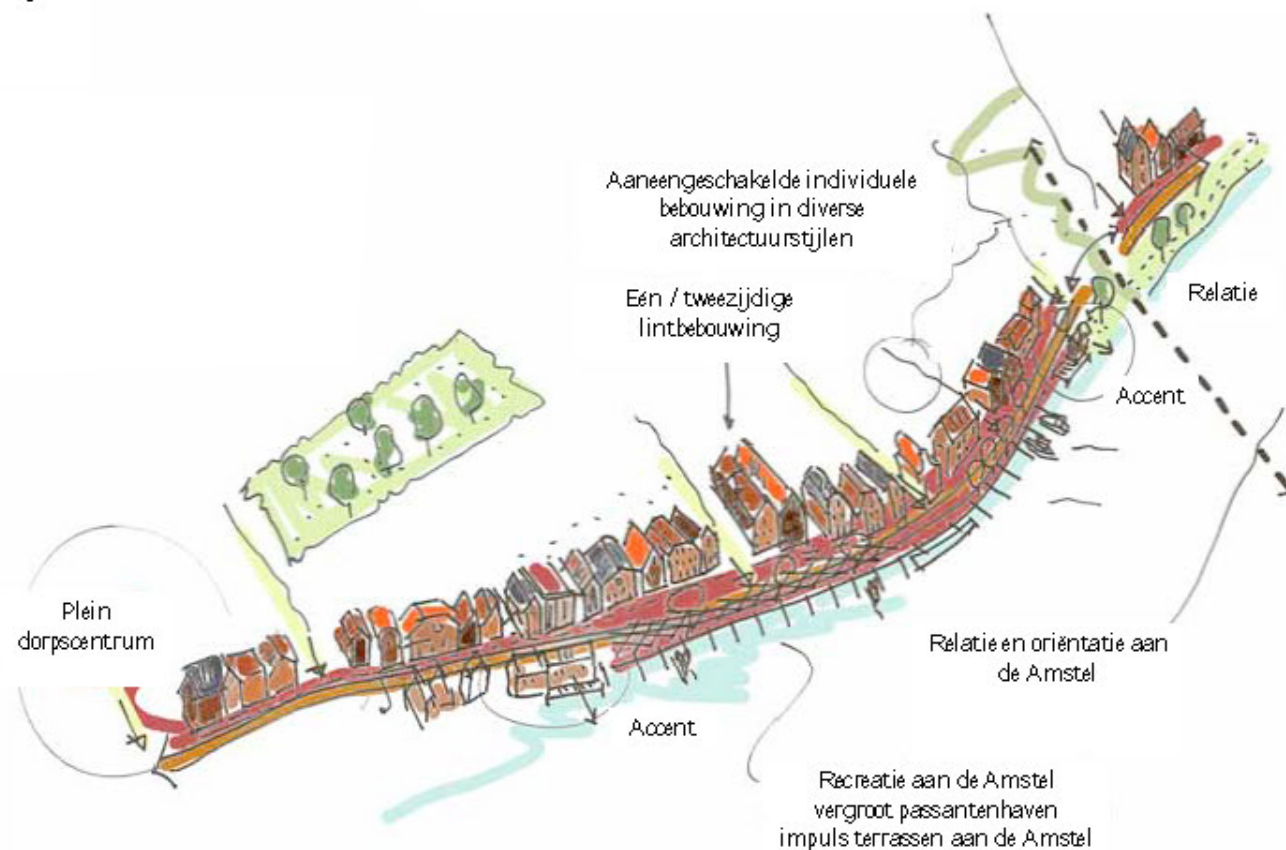 Aaneengeschakelde individuele
bebouwing in diverse
architectuurstijlen
Eén / tweezijdige
lintbebouwing
Relatie
Accent
Plein
dorpscentrum
Relatie en oriëntatie aan
de Amstel
Accent
Recreatie aan de Amstel
vergroot passantenhaven
impuls terrassen aan de Amstel